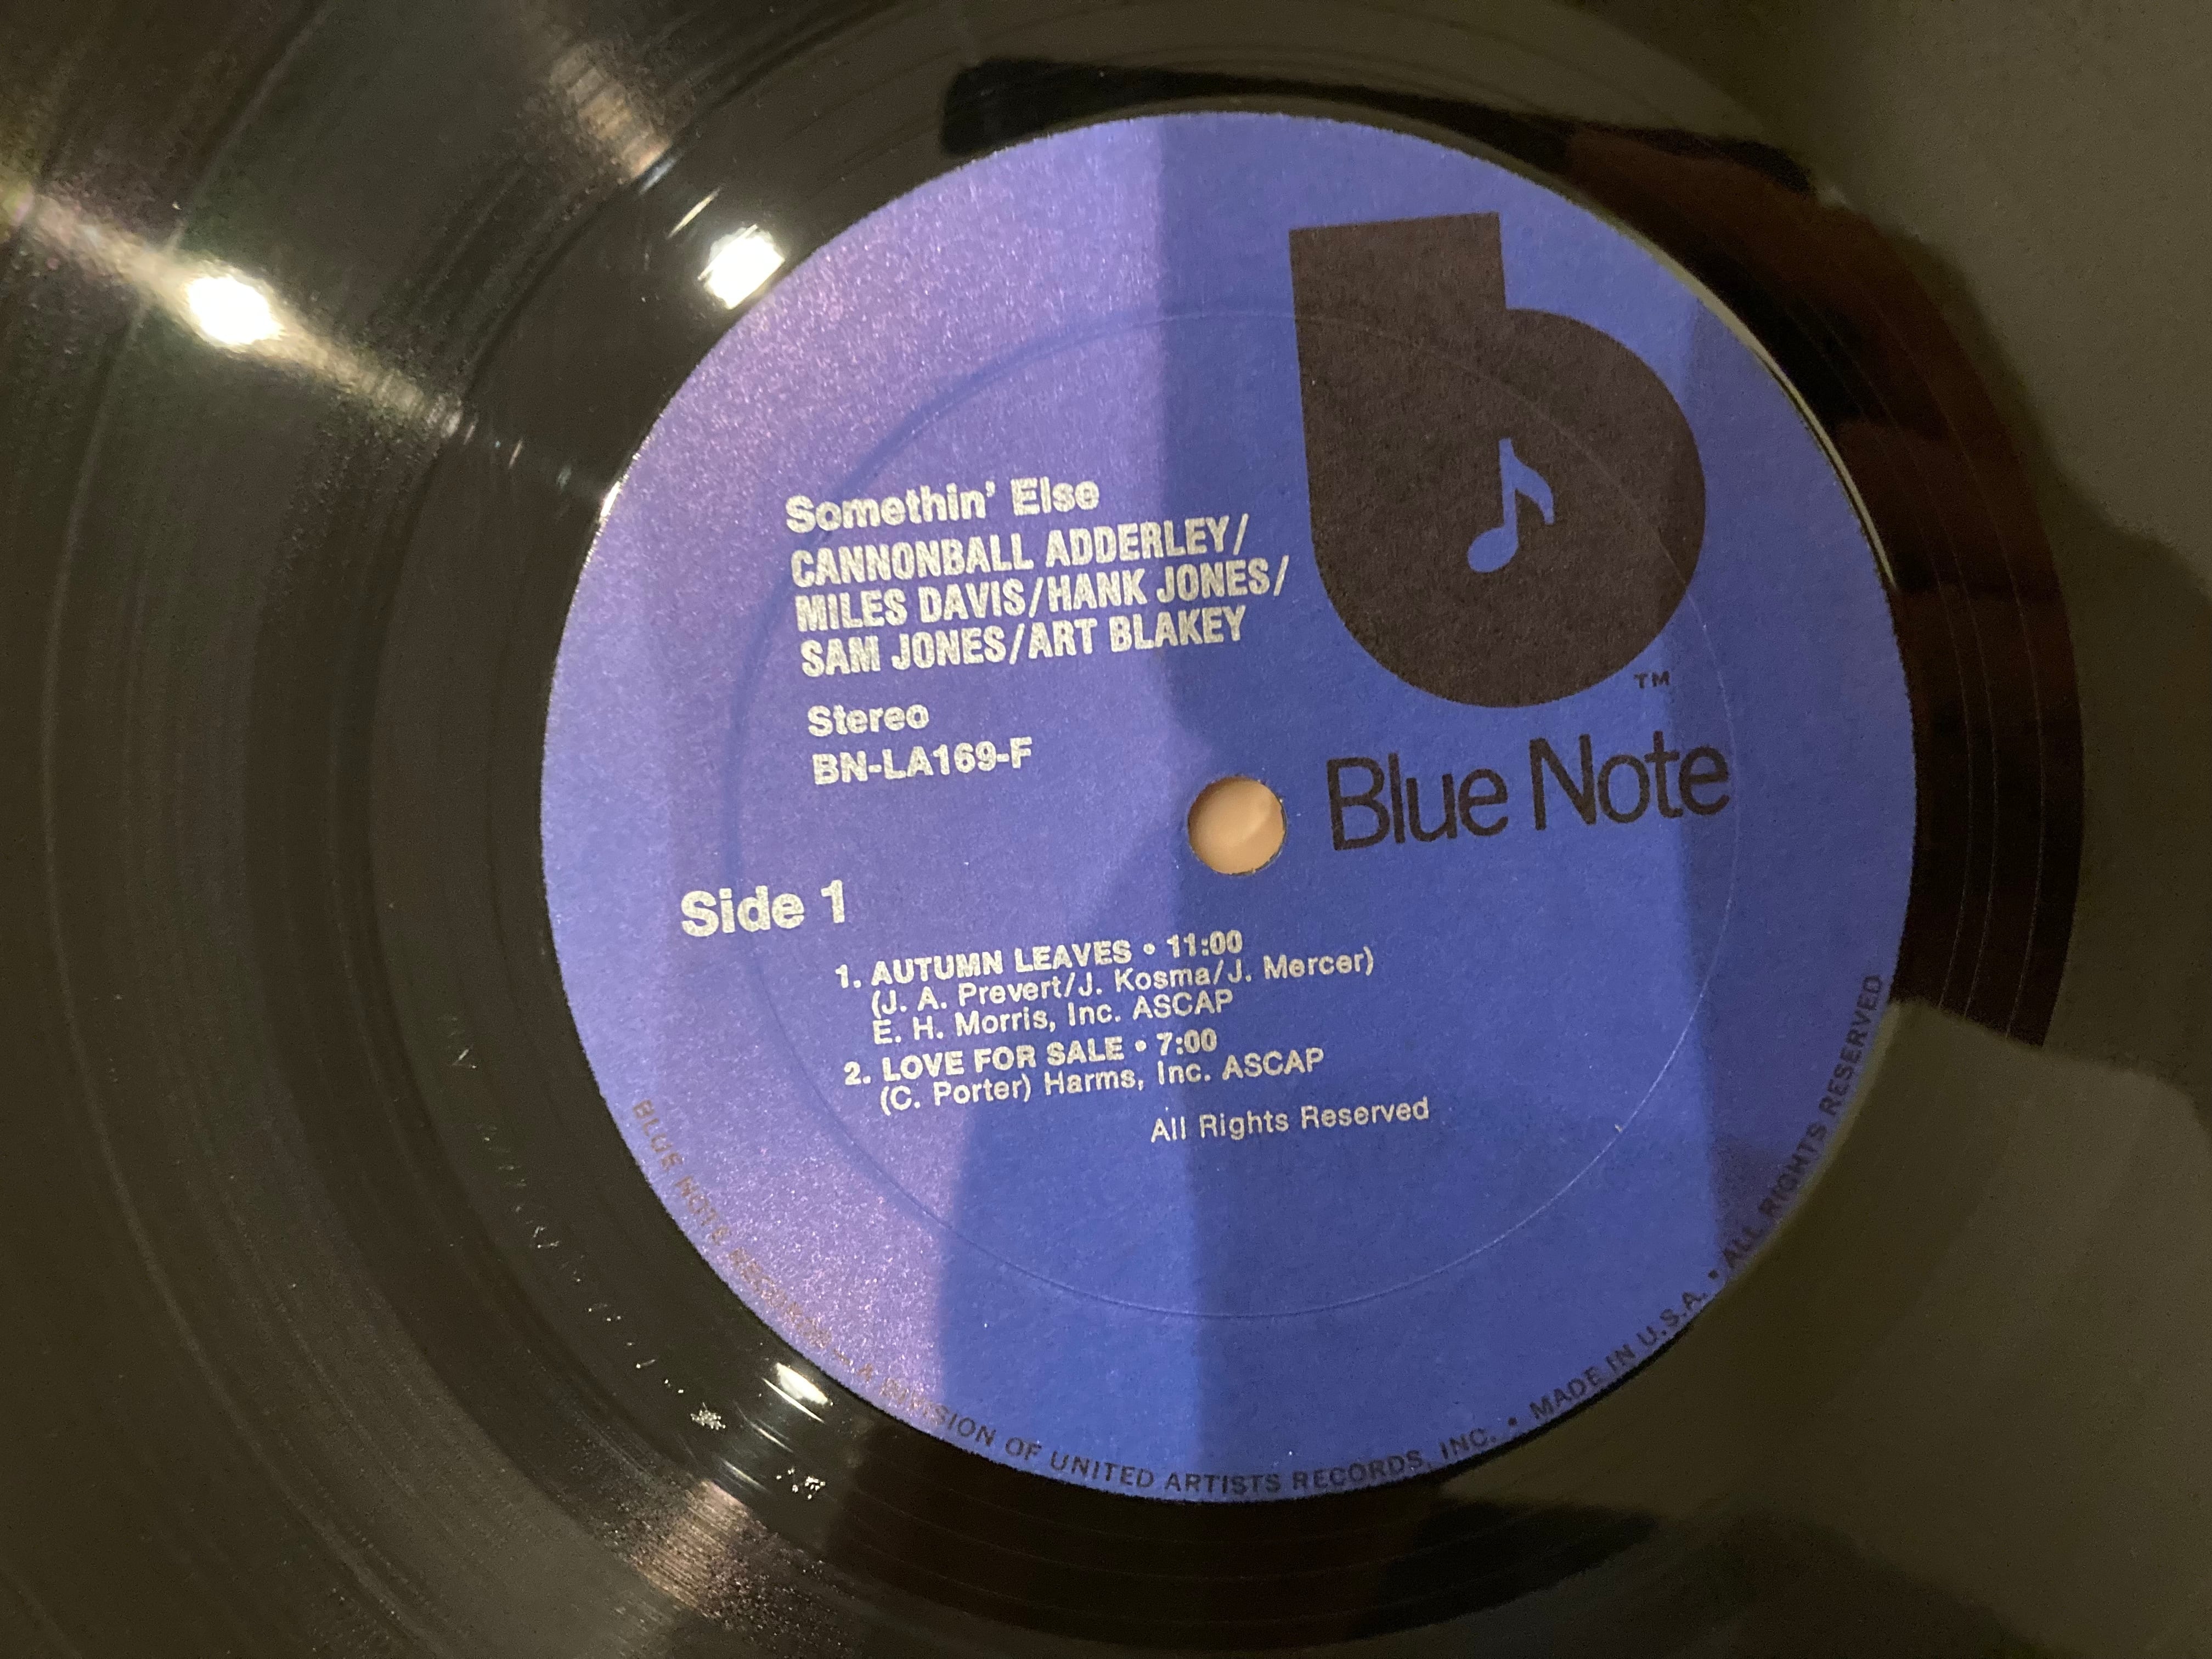 Somethin' Else
CANNONBALL ADDERLEY/
MILES DAVIS/HANK JONES/
SAM JONES/ART BLAKEY
Stereo
BN-LA169-F
TM
Blue Note
Side 1
1. AUTUMN LEAVES • 11:00
(J. A. Prevert/J. Kosma/J. Mercer)
E. H. Morris, Inc. ASCAP
2. LOVE FOR SALE • 7:00
(C. Porter) Harms, Inc. ASCAP
All Rights Reserved
BLUE NOTE RECORDS — A DIVISION OF UNITED ARTISTS RECORDS, INC. • MADE IN U.S.A. • ALL RIGHTS RESERVED